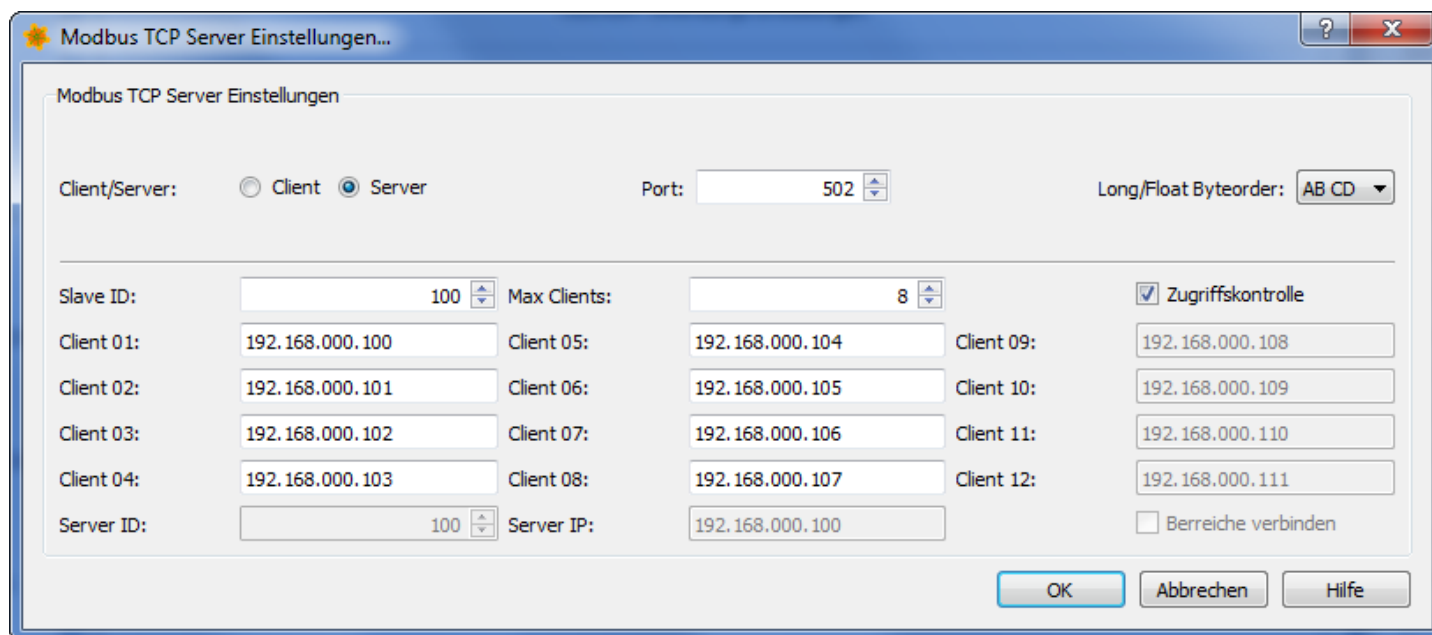 Modbus TCP Server Einstellungen...
Modbus TCP Server Einstellungen
Client/Server: Client Server Port: 502 Long/Float Byteorder: AB CD
Slave ID: 100 Max Clients: 8 Zugriffskontrolle
Client 01: 192.168.000.100 Client 05: 192.168.000.104 Client 09: 192.168.000.108
Client 02: 192.168.000.101 Client 06: 192.168.000.105 Client 10: 192.168.000.109
Client 03: 192.168.000.102 Client 07: 192.168.000.106 Client 11: 192.168.000.110
Client 04: 192.168.000.103 Client 08: 192.168.000.107 Client 12: 192.168.000.111
Server ID: 100 Server IP: 192.168.000.100 Berreiche verbinden
OK Abbrechen Hilfe